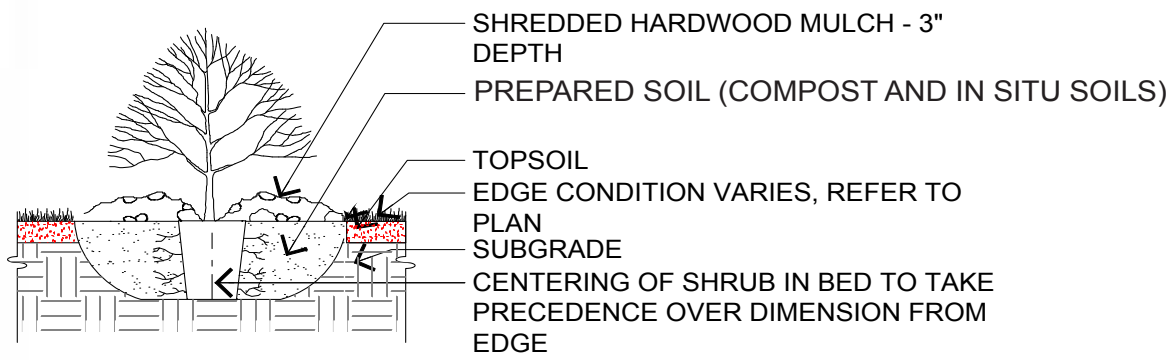 SHREDDED HARDWOOD MULCH - 3"
DEPTH
PREPARED SOIL (COMPOST AND IN SITU SOILS)
TOPSOIL
EDGE CONDITION VARIES, REFER TO
PLAN
SUBGRADE
CENTERING OF SHRUB IN BED TO TAKE
PRECEDENCE OVER DIMENSION FROM
EDGE